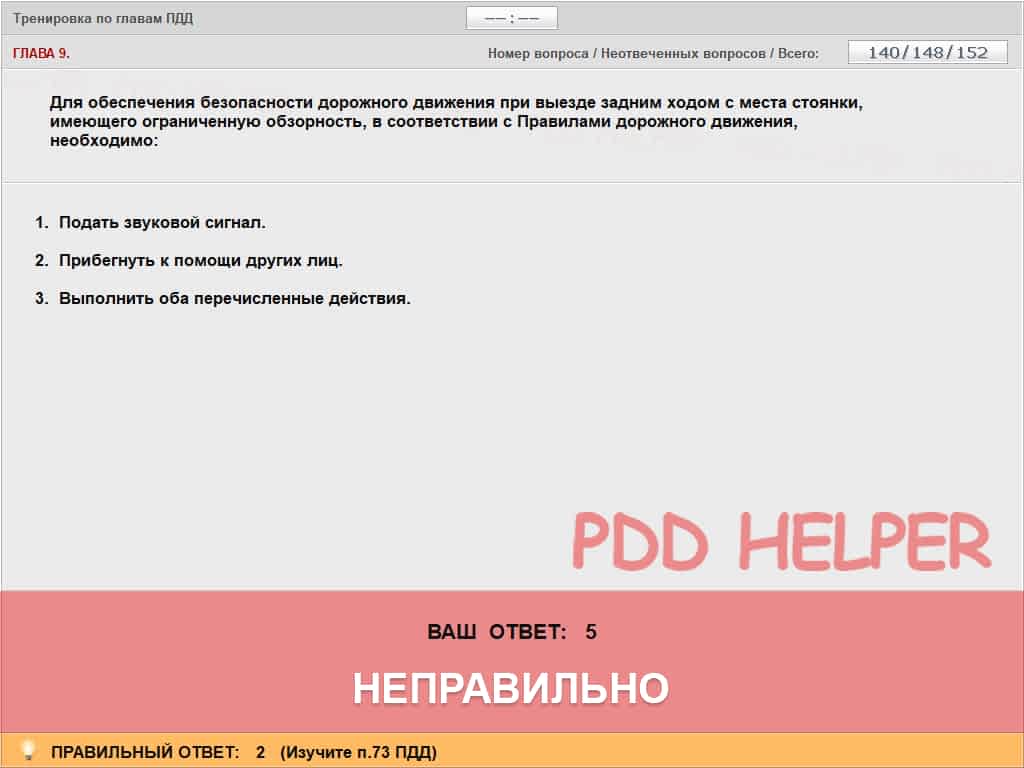 Тренировка по главам ПДД
—— : ——
ГЛАВА 9.
Номер вопроса / Неотвеченных вопросов / Всего: 140/148/152
Для обеспечения безопасности дорожного движения при выезде задним ходом с места стоянки,
имеющего ограниченную обзорность, в соответствии с Правилами дорожного движения,
необходимо:
1. Подать звуковой сигнал.
2. Прибегнуть к помощи других лиц.
3. Выполнить оба перечисленные действия.
PDD HELPER
ВАШ ОТВЕТ: 5
НЕПРАВИЛЬНО
ПРАВИЛЬНЫЙ ОТВЕТ: 2 (Изучите п.73 ПДД)